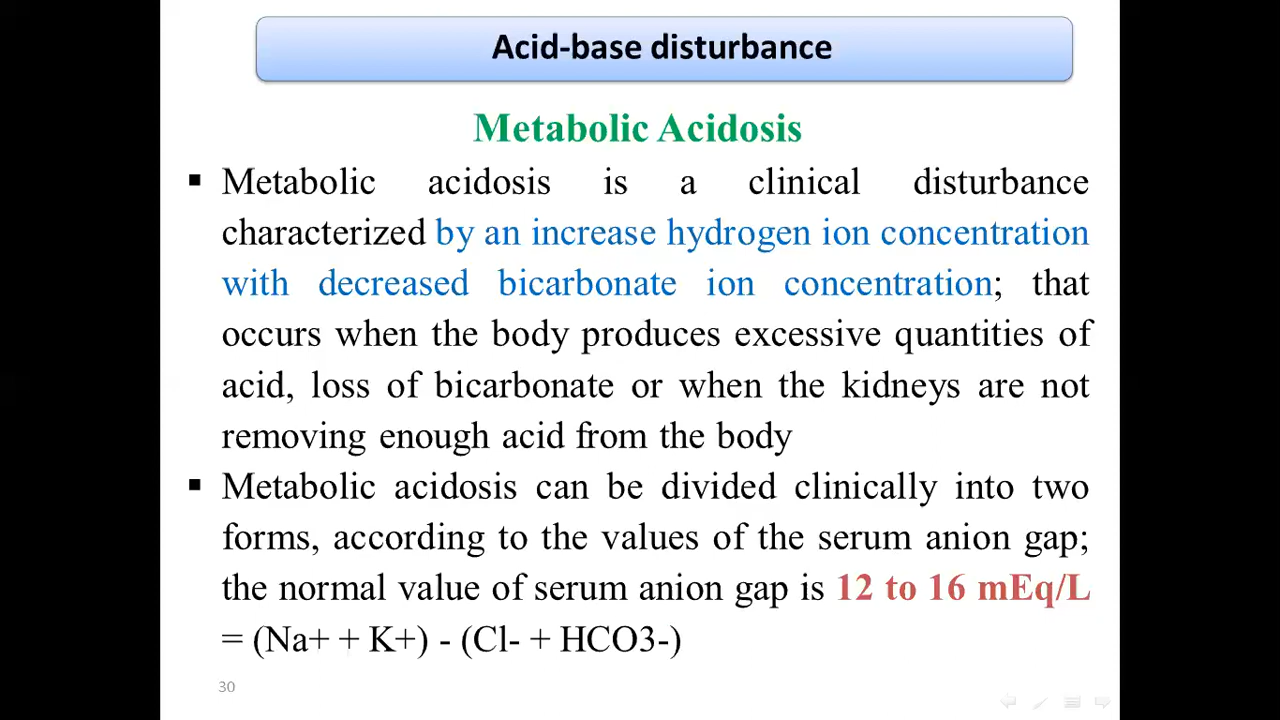 Acid-base disturbance
Metabolic Acidosis
▪ Metabolic acidosis is a clinical disturbance
characterized by an increase hydrogen ion concentration
with decreased bicarbonate ion concentration; that
occurs when the body produces excessive quantities of
acid, loss of bicarbonate or when the kidneys are not
removing enough acid from the body
▪ Metabolic acidosis can be divided clinically into two
forms, according to the values of the serum anion gap;
the normal value of serum anion gap is 12 to 16 mEq/L
= (Na+ + K+) - (Cl- + HCO3-)
30